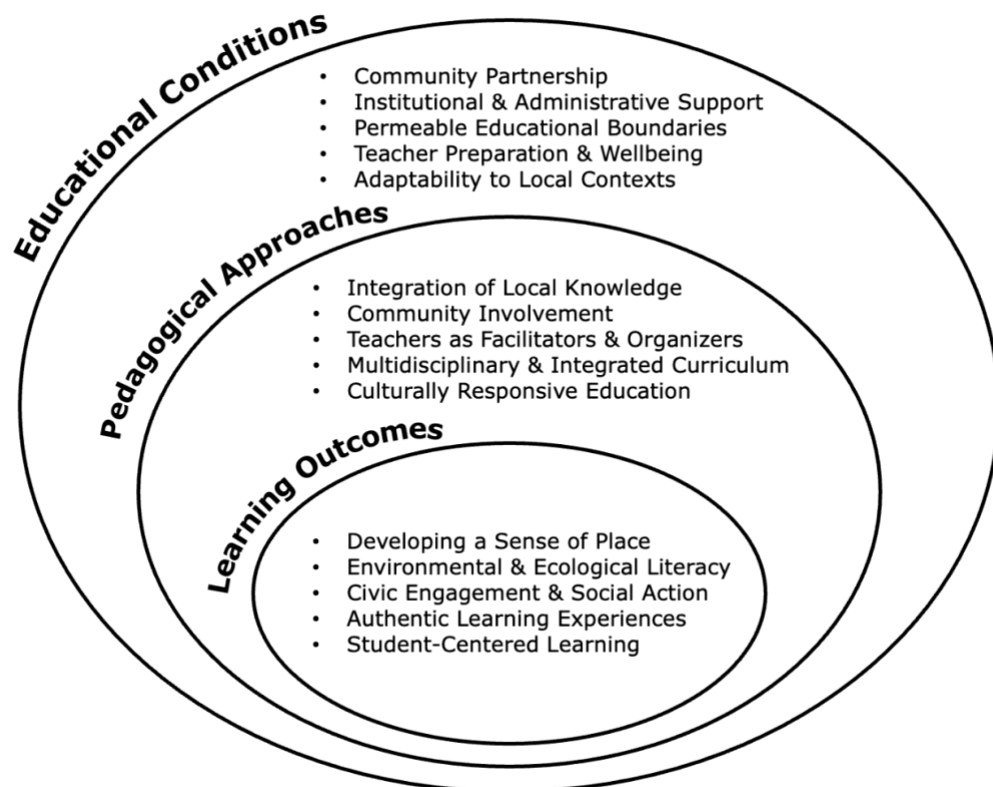 Educational Conditions
• Community Partnership
• Institutional & Administrative Support
• Permeable Educational Boundaries
• Teacher Preparation & Wellbeing
• Adaptability to Local Contexts
Pedagogical Approaches
• Integration of Local Knowledge
• Community Involvement
• Teachers as Facilitators & Organizers
• Multidisciplinary & Integrated Curriculum
• Culturally Responsive Education
Learning Outcomes
• Developing a Sense of Place
• Environmental & Ecological Literacy
• Civic Engagement & Social Action
• Authentic Learning Experiences
• Student-Centered Learning